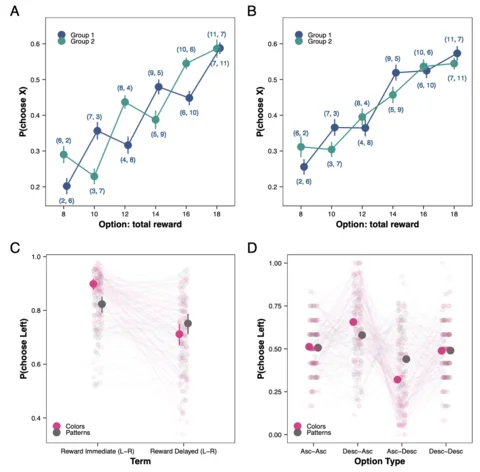 A
P(choose X)
0.6
0.5
0.4
0.3
0.2
Group 1
Group 2
(6, 2)
(2, 6)
(7, 3)
(3, 7)
(8, 4)
(4, 8)
(9, 5)
(5, 9)
(10, 6)
(6, 10)
(11, 7)
(7, 11)
8 10 12 14 16 18
Option: total reward
B
P(choose X)
0.6
0.5
0.4
0.3
0.2
Group 1
Group 2
(6, 2)
(2, 6)
(7, 3)
(3, 7)
(8, 4)
(4, 8)
(9, 5)
(5, 9)
(10, 6)
(6, 10)
(11, 7)
(7, 11)
8 10 12 14 16 18
Option: total reward
C
P(choose Left)
1.0
0.8
0.6
0.4
Colors
Patterns
Reward Immediate (L-R) Reward Delayed (L-R)
Term
D
P(choose Left)
1.00
0.75
0.50
0.25
0.00
Colors
Patterns
Asc-Asc Desc-Asc Asc-Desc Desc-Desc
Option Type